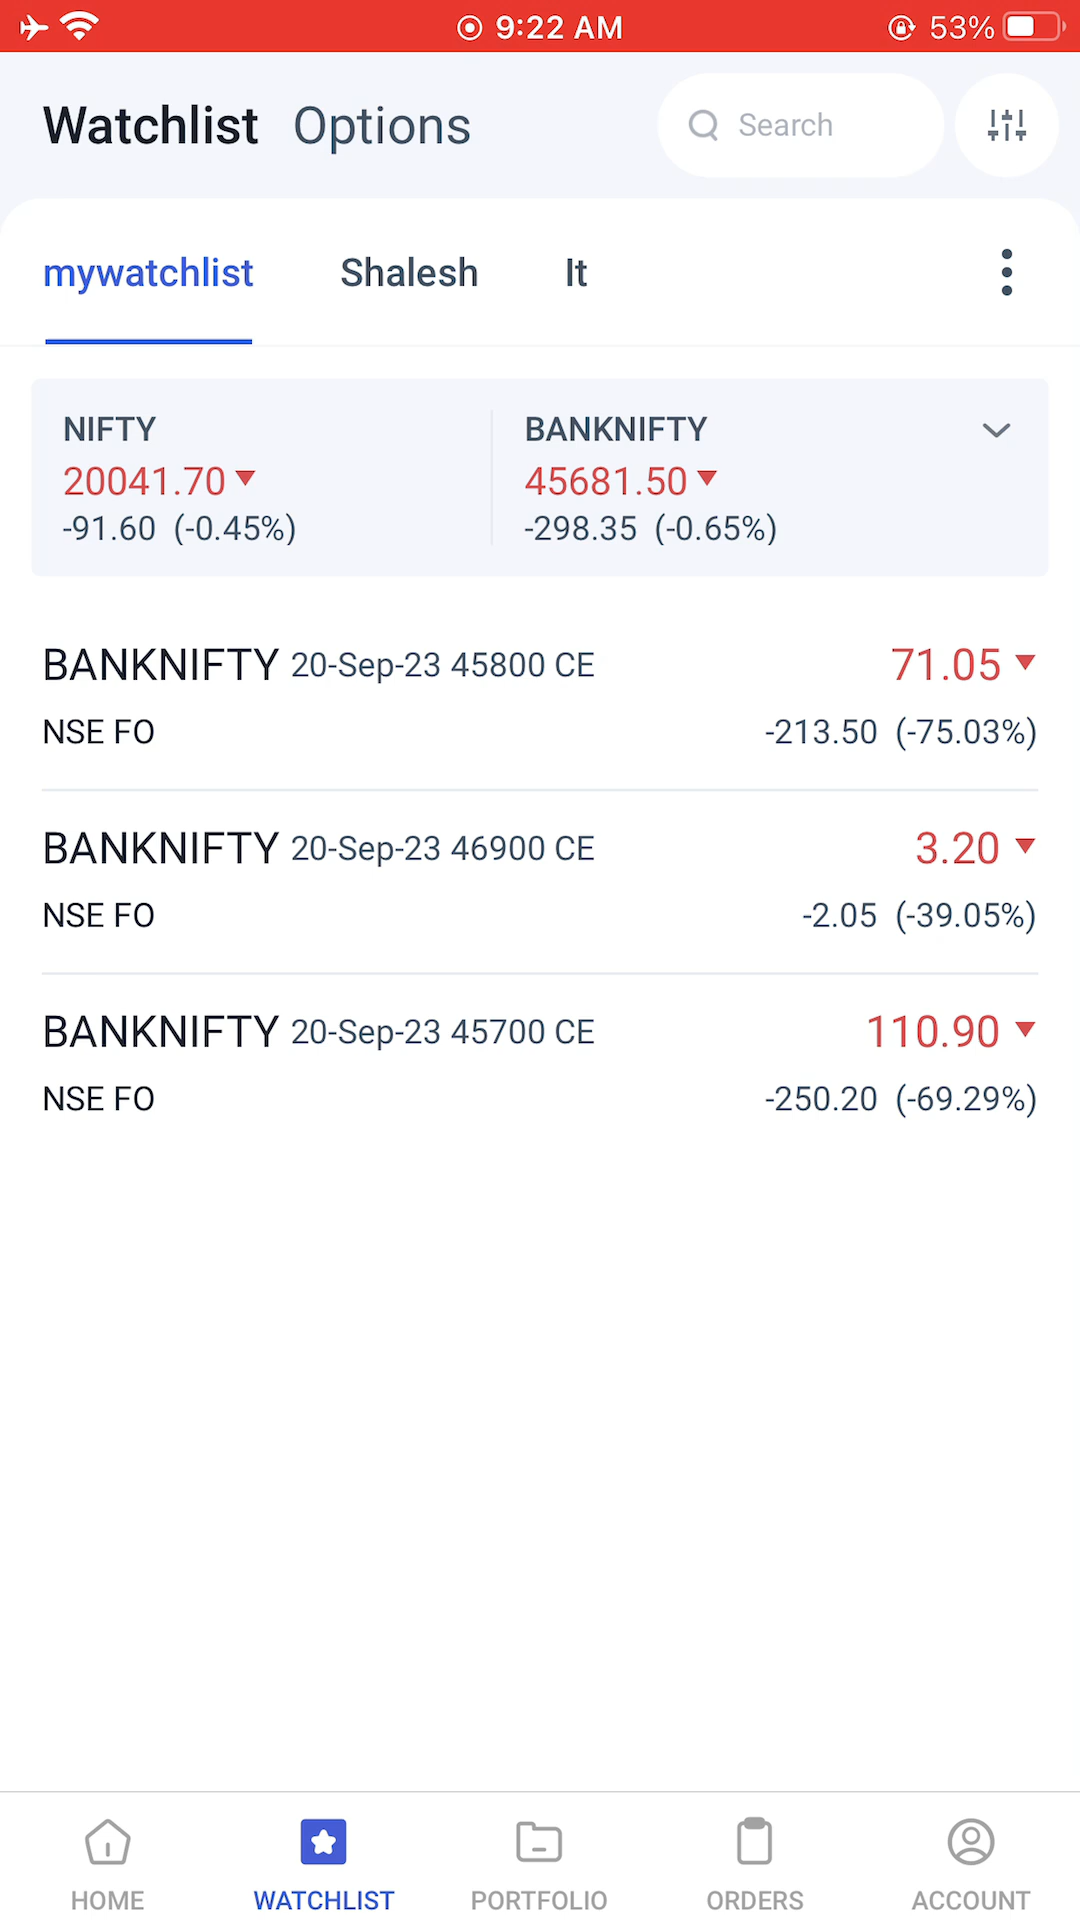 9:22 AM
53%
Watchlist Options
Search
mywatchlist Shalesh It
NIFTY
20041.70
-91.60 (-0.45%)
BANKNIFTY
45681.50
-298.35 (-0.65%)
BANKNIFTY 20-Sep-23 45800 CE
71.05
NSE FO
-213.50 (-75.03%)
BANKNIFTY 20-Sep-23 46900 CE
3.20
NSE FO
-2.05 (-39.05%)
BANKNIFTY 20-Sep-23 45700 CE
110.90
NSE FO
-250.20 (-69.29%)
HOME
WATCHLIST
PORTFOLIO
ORDERS
ACCOUNT